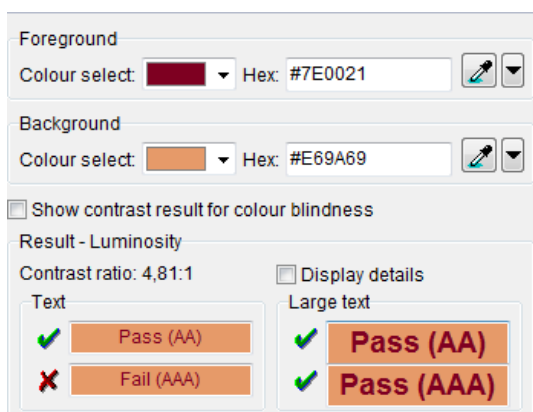 Foreground
Colour select: Hex: #7E0021
Background
Colour select: Hex: #E69A69
Show contrast result for colour blindness
Result - Luminosity
Contrast ratio: 4,81:1 Display details
Text Large text
Pass (AA) Pass (AA)
Fail (AAA) Pass (AAA)